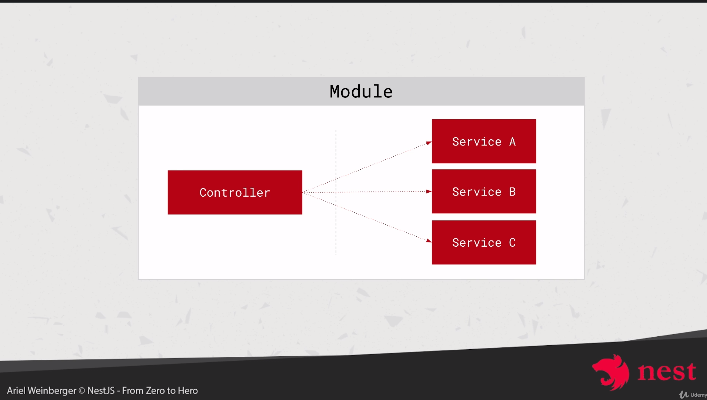 Module
Service A
Controller
Service B
Service C
nest
Ariel Weinberger © NestJS - From Zero to Hero
Udemy